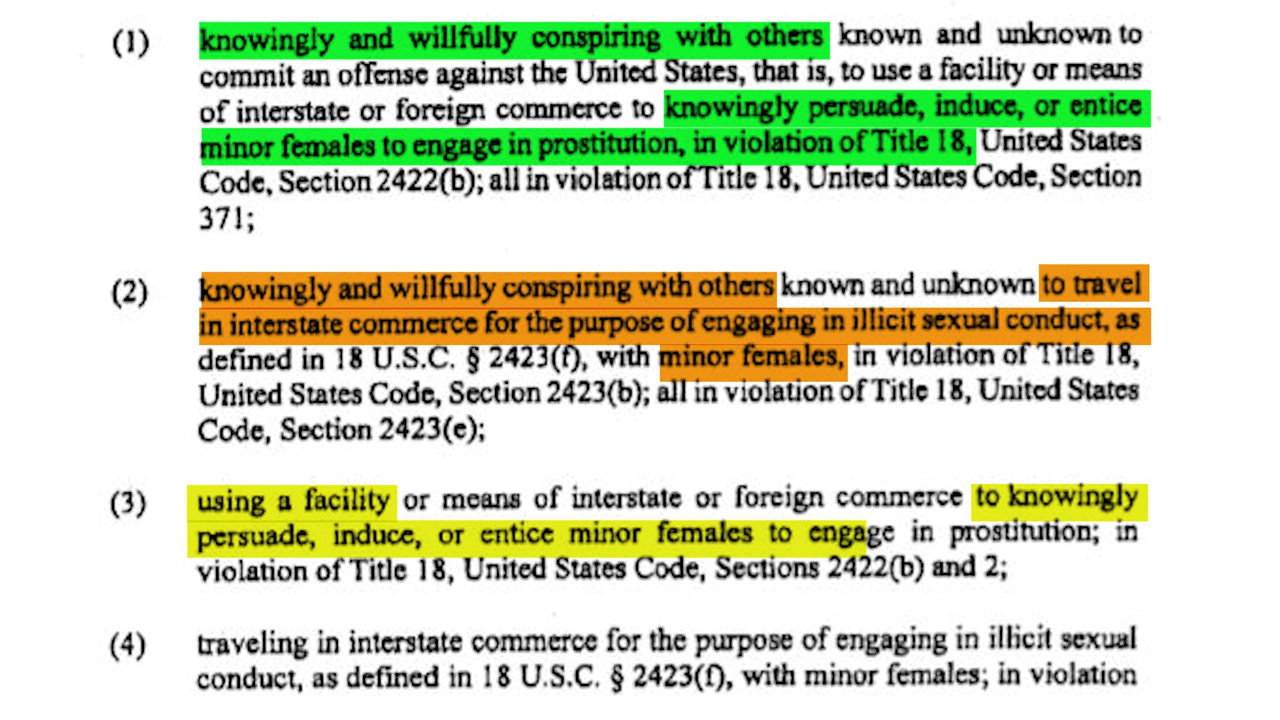 (1) knowingly and willfully conspiring with others known and unknown to
commit an offense against the United States, that is, to use a facility or means
of interstate or foreign commerce to knowingly persuade, induce, or entice
minor females to engage in prostitution, in violation of Title 18, United States
Code, Section 2422(b); all in violation of Title 18, United States Code, Section
371;
(2) knowingly and willfully conspiring with others known and unknown to travel
in interstate commerce for the purpose of engaging in illicit sexual conduct, as
defined in 18 U.S.C. § 2423(f), with minor females, in violation of Title 18,
United States Code, Section 2423(b); all in violation of Title 18, United States
Code, Section 2423(e);
(3) using a facility or means of interstate or foreign commerce to knowingly
persuade, induce, or entice minor females to engage in prostitution; in
violation of Title 18, United States Code, Sections 2422(b) and 2;
(4) traveling in interstate commerce for the purpose of engaging in illicit sexual
conduct, as defined in 18 U.S.C. § 2423(f), with minor females; in violation